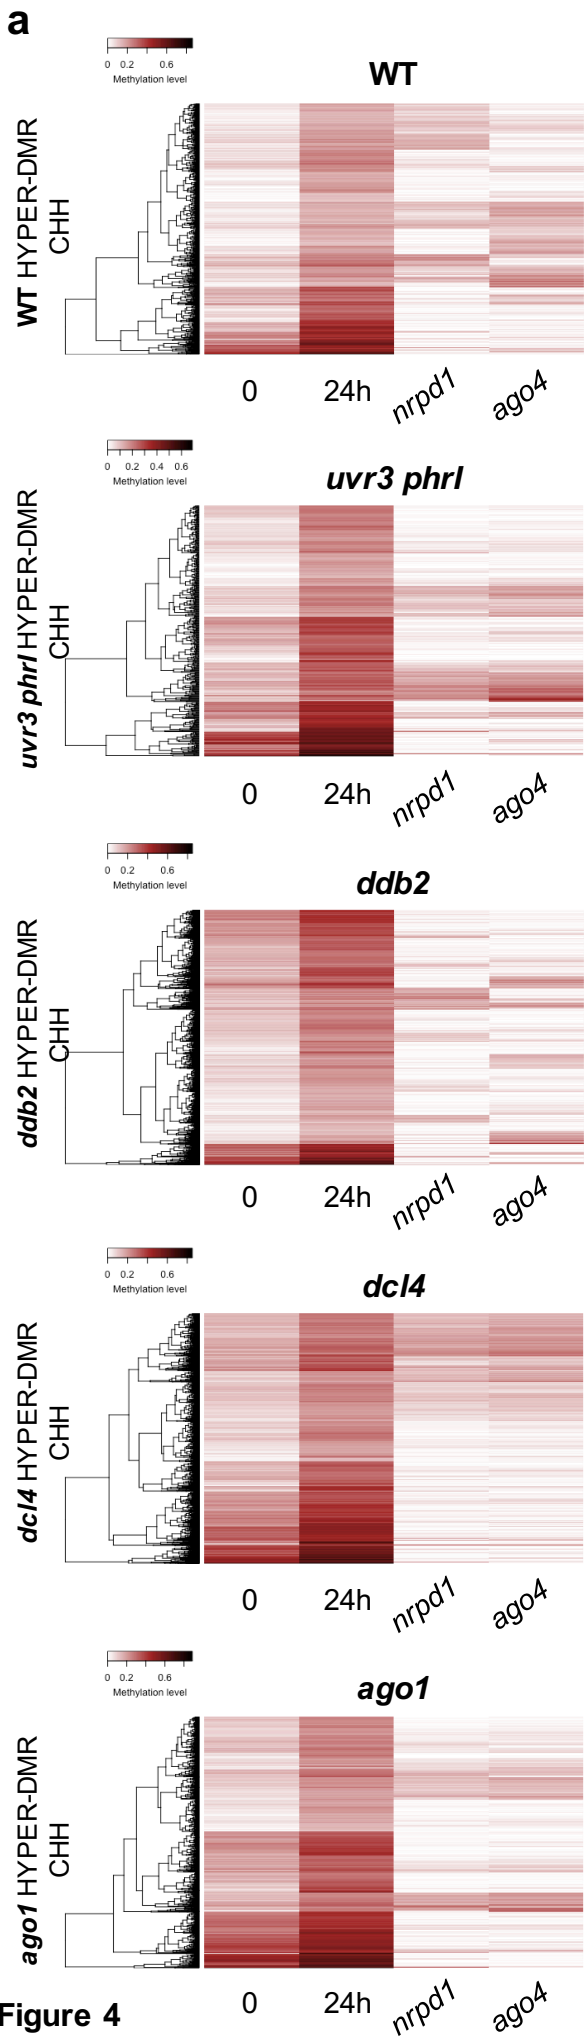 a
0 0.2 0.6
Methylation level
WT
WT HYPER-DMR
CHH
0 24h nrpd1 ago4
0 0.2 0.4 0.6
Methylation level
uvr3 phrI
uvr3 phrI HYPER-DMR
CHH
0 24h nrpd1 ago4
0 0.2 0.6
Methylation level
ddb2
ddb2 HYPER-DMR
CHH
0 24h nrpd1 ago4
0 0.2 0.6
Methylation level
dcl4
dcl4 HYPER-DMR
CHH
0 24h nrpd1 ago4
0 0.2 0.6
Methylation level
ago1
ago1 HYPER-DMR
CHH
0 24h nrpd1 ago4
Figure 4